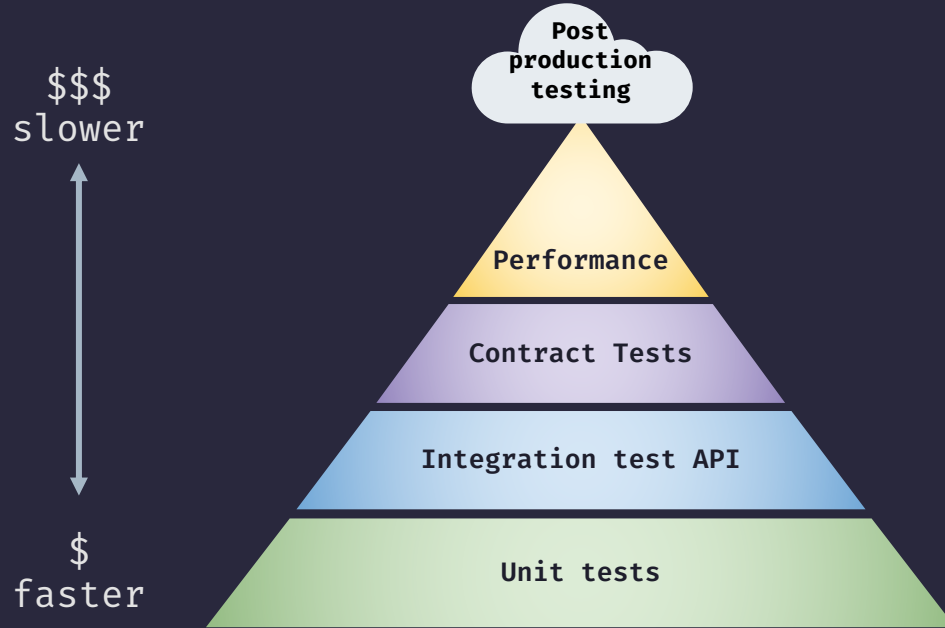 Post
production
testing
$$$
slower
Performance
Contract Tests
Integration test API
$
faster
Unit tests